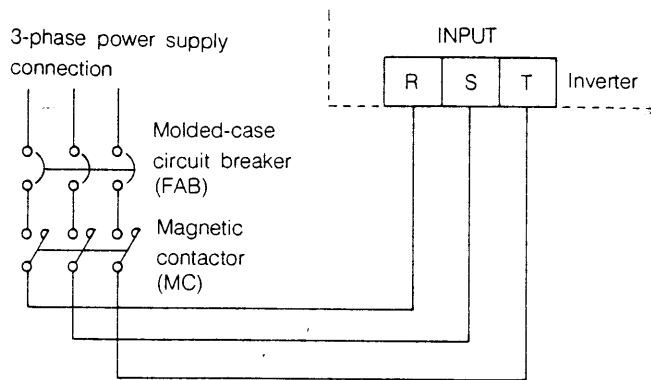 3-phase power supply
connection
INPUT
R S T
Inverter
Molded-case
circuit breaker
(FAB)
Magnetic
contactor
(MC)